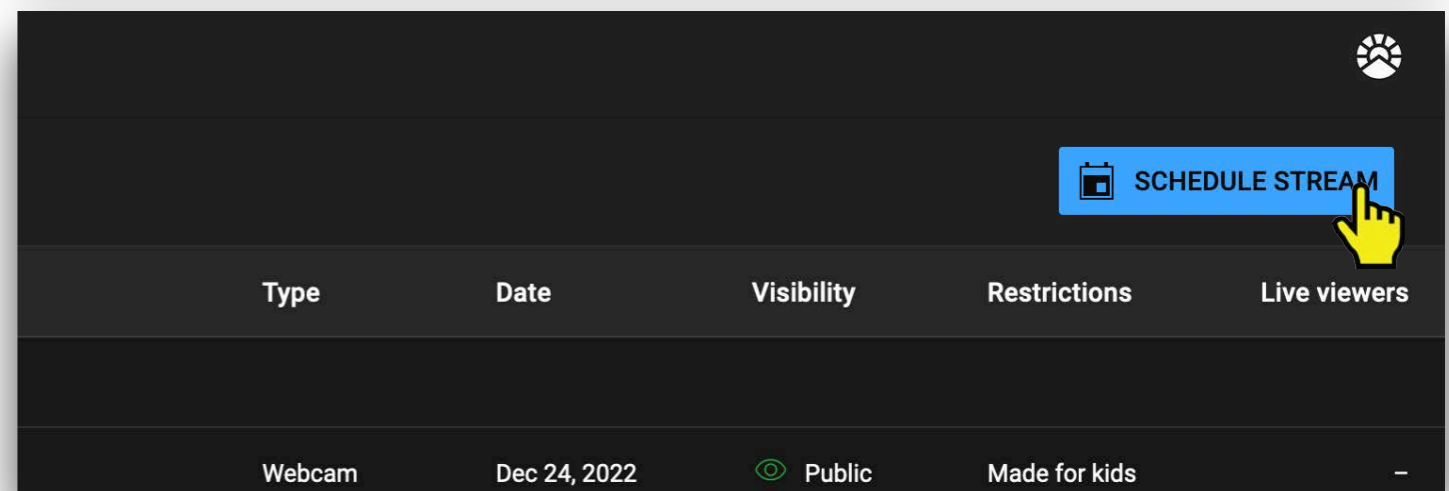 SCHEDULE STREAM
Type Date Visibility Restrictions Live viewers
Webcam Dec 24, 2022 Public Made for kids –